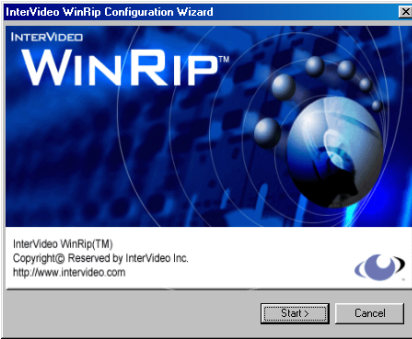 InterVideo WinRip Configuration Wizard
INTERVIDEO
WINRIP™
InterVideo WinRip(TM)
Copyright© Reserved by InterVideo Inc.
http://www.intervideo.com
Start > Cancel